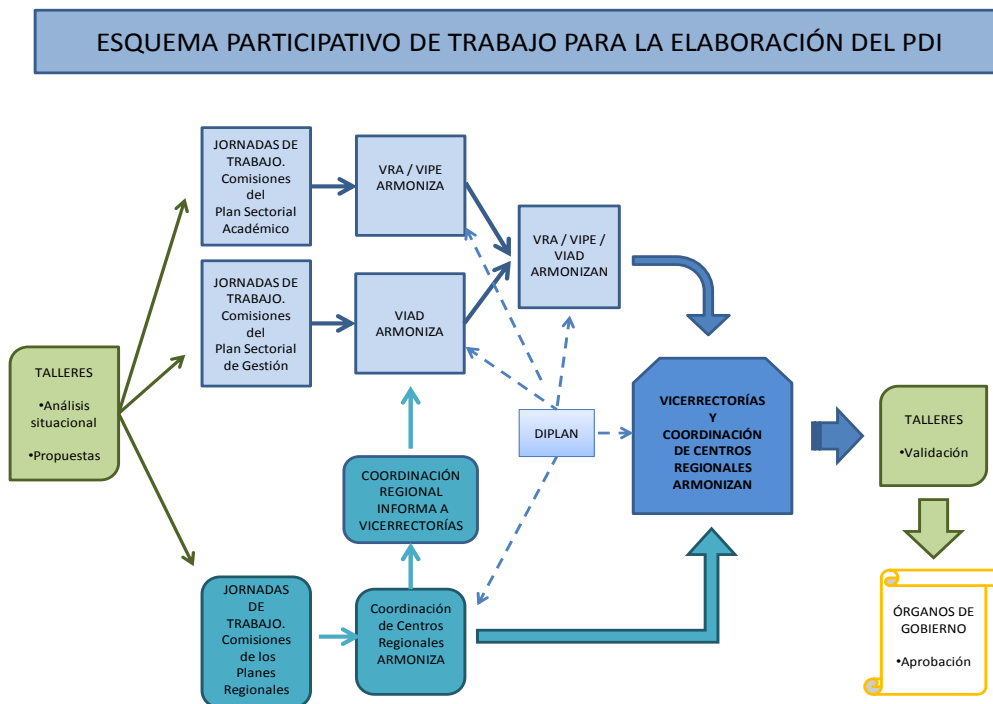 ESQUEMA PARTICIPATIVO DE TRABAJO PARA LA ELABORACIÓN DEL PDI
JORNADAS DE
TRABAJO.
Comisiones
del
Plan Sectorial
Académico
VRA / VIPE
ARMONIZA
VRA / VIPE /
VIAD
ARMONIZAN
JORNADAS DE
TRABAJO.
Comisiones
del
Plan Sectorial
de Gestión
VIAD
ARMONIZA
TALLERES
•Análisis
situacional
•Propuestas
DIPLAN
VICERRECTORÍAS
Y
COORDINACIÓN
DE CENTROS
REGIONALES
ARMONIZAN
TALLERES
•Validación
COORDINACIÓN
REGIONAL
INFORMA A
VICERRECTORÍAS
JORNADAS
DE
TRABAJO.
Comisiones
de los
Planes
Regionales
Coordinación
de Centros
Regionales
ARMONIZA
ÓRGANOS DE
GOBIERNO
•Aprobación